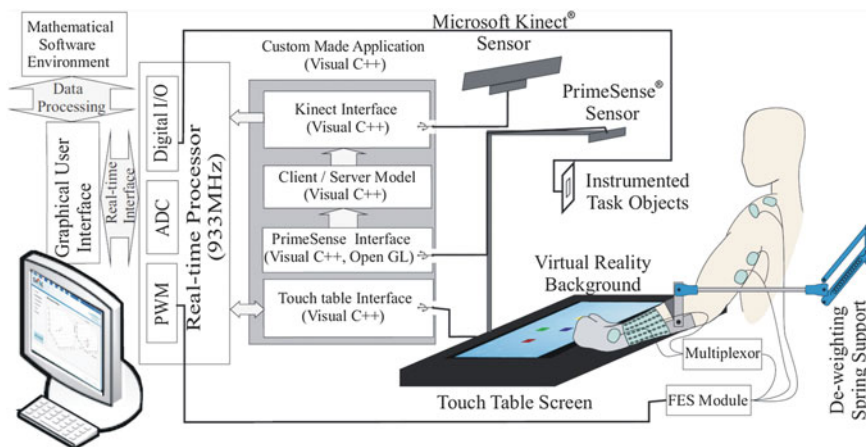 Mathematical
Software
Environment
Data
Processing
Graphical User
Interface
Real-time
Interface
Digital I/O
ADC
PWM
Real-time Processor
(933MHz)
Custom Made Application
(Visual C++)
Kinect Interface
(Visual C++)
Client / Server Model
(Visual C++)
PrimeSense Interface
(Visual C++, Open GL)
Touch table Interface
(Visual C++)
Microsoft Kinect®
Sensor
PrimeSense®
Sensor
Instrumented
Task Objects
Virtual Reality
Background
Touch Table Screen
Multiplexor
FES Module
De-weighting
Spring Support